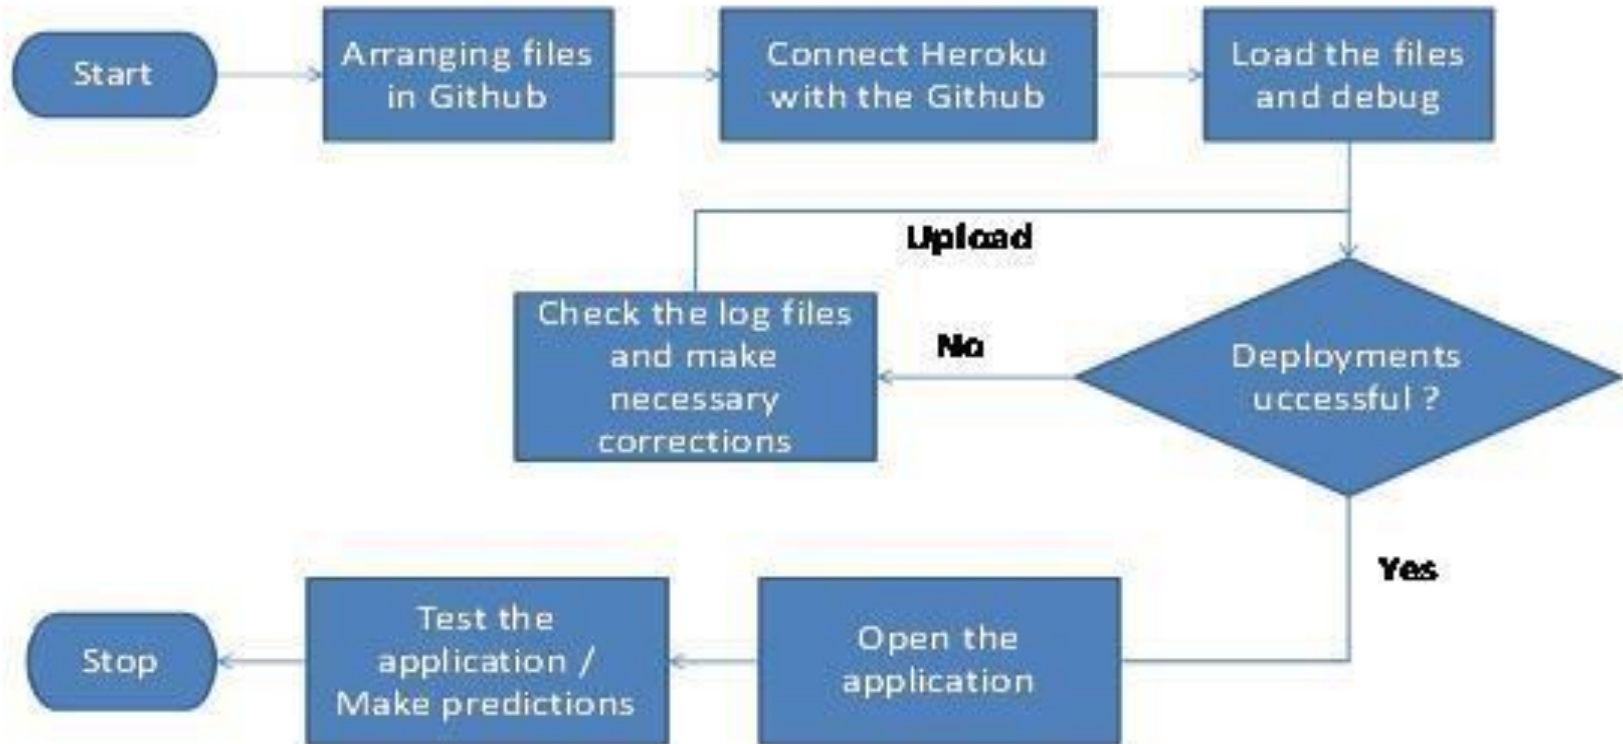 Start
Arranging files
in Github
Connect Heroku
with the Github
Load the files
and debug
Upload
Check the log files
and make
necessary
corrections
No
Deployments
uccessful ?
Yes
Open the
application
Test the
application /
Make predictions
Stop